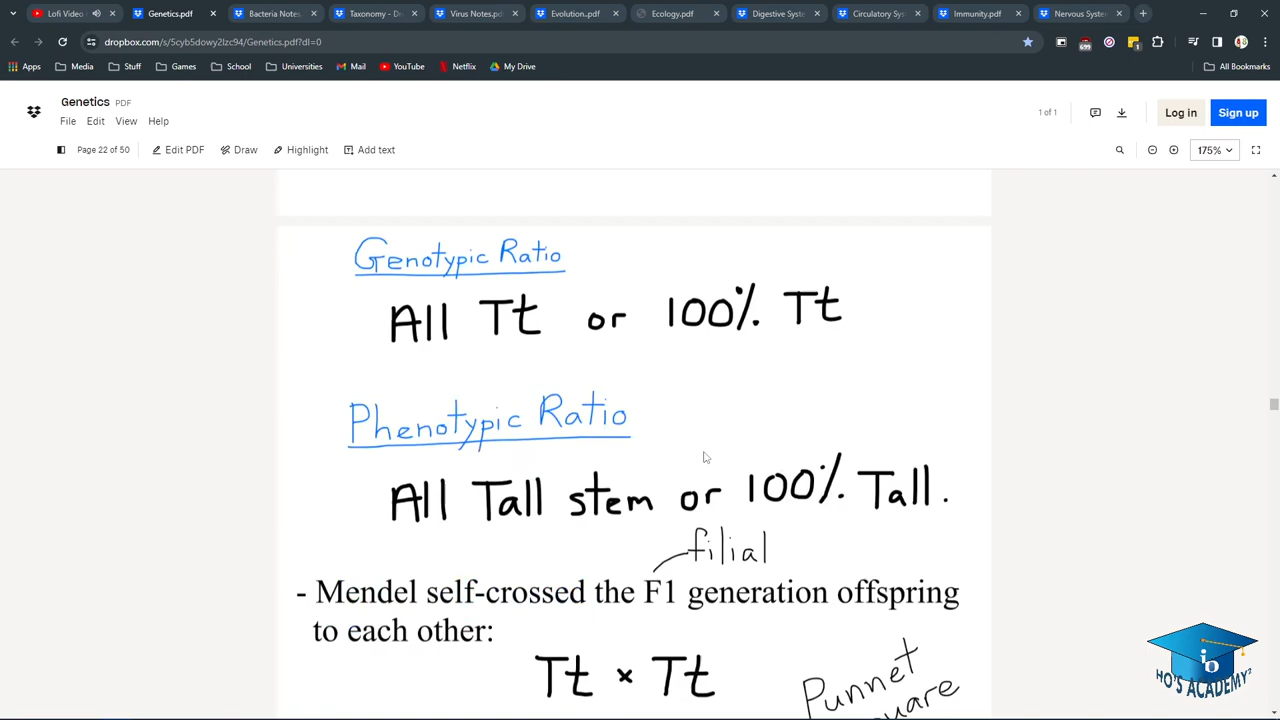 Lofi Video
Genetics.pdf
Bacteria Notes.
Taxonomy - D
Virus Notes.pd
Evolution..pdf
Ecology.pdf
Digestive Syst
Circulatory Sys
Immunity.pdf
Nervous Syste
dropbox.com/s/5cyb5dowy2lzc94/Genetics.pdf?dl=0
Apps Media Stuff Games School Universities Mail YouTube Netflix My Drive All Bookmarks
Genetics PDF
File Edit View Help
1 of 1
Log in
Sign up
Page 22 of 50 Edit PDF Draw Highlight Add text 175%
Genotypic Ratio
All Tt or 100% Tt
Phenotypic Ratio
All Tall stem or 100% Tall.
filial
- Mendel self-crossed the F1 generation offspring
to each other:
Tt × Tt
Punnet
HO'S ACADEMY